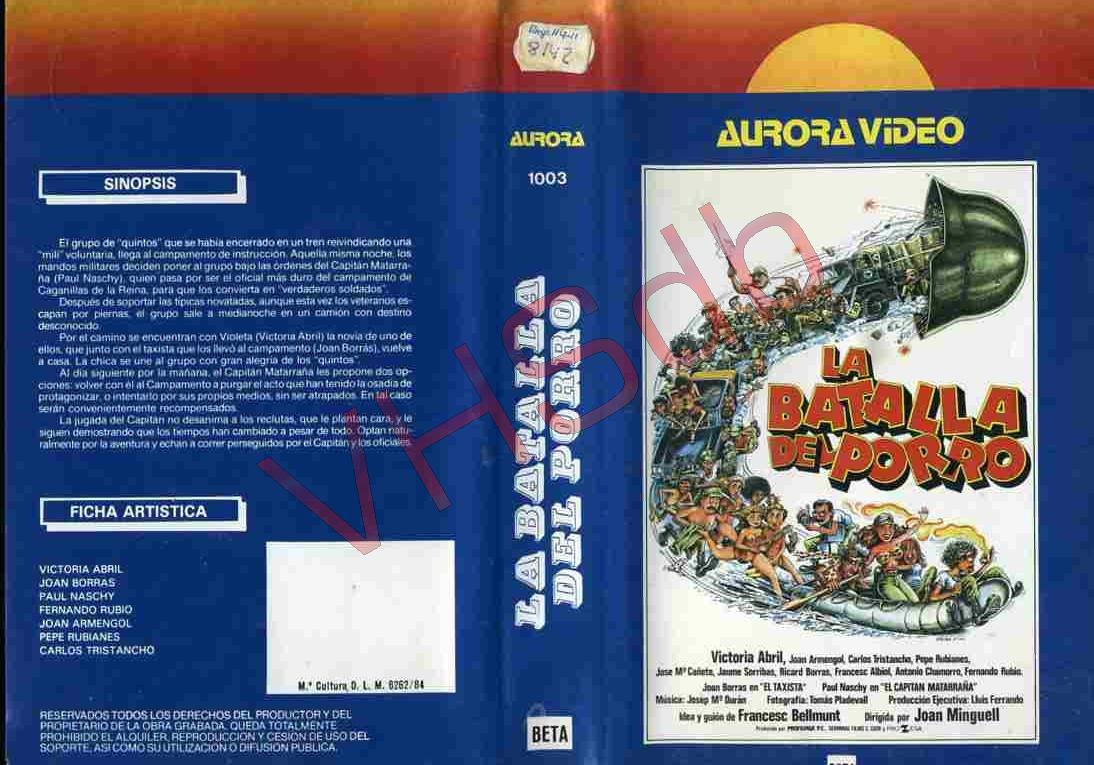 SINOPSIS
El grupo de "quintos" que se había encerrado en un tren reivindicando una
"mili" voluntaria, llega al campamento de instrucción. Aquella misma noche, los
mandos militares deciden poner al grupo bajo las órdenes del Capitán Matarra-
ña (Paul Naschy), quien pasa por ser el oficial más duro del campamento de
Caganillas de la Reina, para que los convierta en "verdaderos soldados".
Después de soportar las típicas novatadas, aunque esta vez los veteranos es-
capan por piernas, el grupo sale a medianoche en un camión con destino
desconocido.
Por el camino se encuentran con Violeta (Victoria Abril) la novia de uno de
ellos, que junto con el taxista que los llevó al campamento (Joan Borrás), vuelve
a casa. La chica se une al grupo con gran alegría de los "quintos".
Al día siguiente por la mañana, el Capitán Matarraña les propone dos op-
ciones: volver con él al Campamento a purgar el acto que han tenido la osadía de
protagonizar, o intentarlo por sus propios medios, sin ser atrapados. En tal caso
serán convenientemente recompensados.
La jugada del Capitán no desanima a los reclutas, que le plantan cara, y le
siguen demostrando que los tiempos han cambiado a pesar de todo. Optan natu-
ralmente por la aventura y echan a correr perseguidos por el Capitán y los oficiales.
FICHA ARTISTICA
VICTORIA ABRIL
JOAN BORRAS
PAUL NASCHY
FERNANDO RUBIO
JOAN ARMENGOL
PEPE RUBIANES
CARLOS TRISTANCHO
M.ª Cultura, D. L. M. 6262/84
RESERVADOS TODOS LOS DERECHOS DEL PRODUCTOR Y DEL
PROPIETARIO DE LA OBRA GRABADA. QUEDA TOTALMENTE
PROHIBIDO EL ALQUILER, REPRODUCCION Y CESION DE USO DEL
SOPORTE, ASI COMO SU UTILIZACION O DIFUSION PUBLICA.
8142
AURORA
1003
LA BATALLA
DEL PORRO
BETA
AURORA VIDEO
LA
BATALLA
DEL PORRO
Victoria Abril, Joan Armengol, Carlos Tristancho, Pepe Rubianes,
Jose Mª Cañete, Jaume Sorribas, Ricard Borras, Francesc Albiol, Antonio Chamorro, Fernando Rubio.
Joan Borras en "EL TAXISTA" Paul Naschy en "EL CAPITAN MATARRAÑA"
Música: Josep Mª Durán Fotografía: Tomás Pladevall Producción Ejecutiva: Lluis Ferrando
Idea y guión de Francesc Bellmunt Dirigida por Joan Minguell
VHSdb